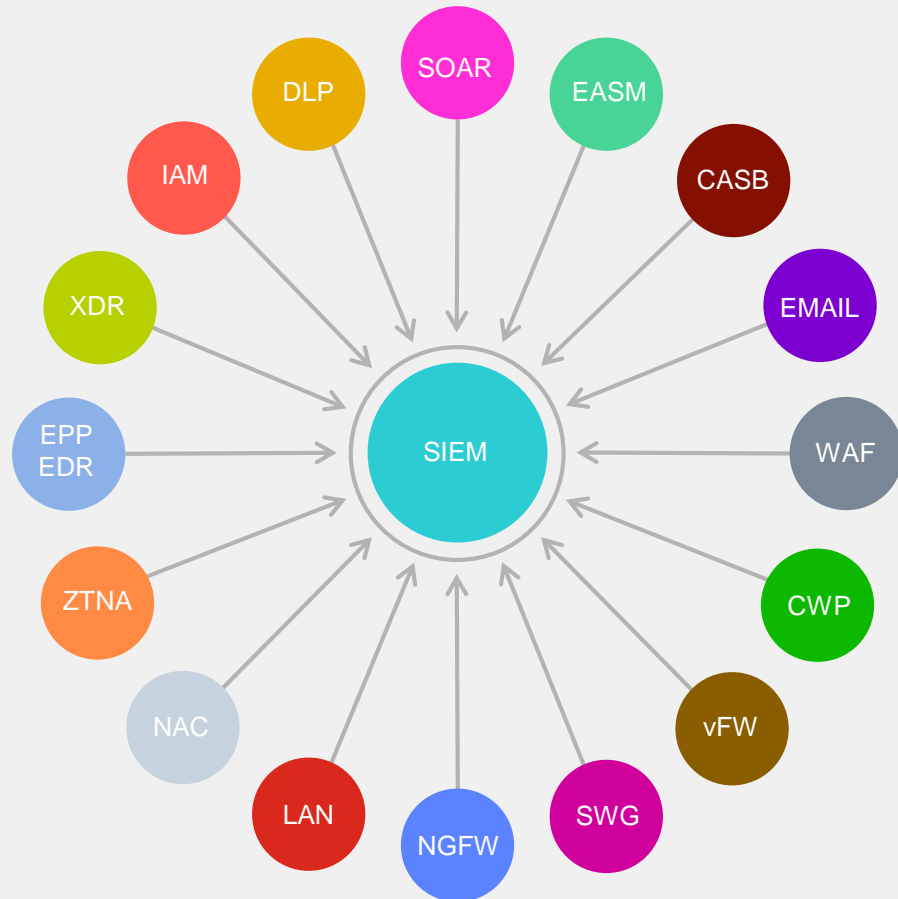 SOAR
DLP
EASM
IAM
CASB
XDR
EMAIL
EPP
EDR
SIEM
WAF
ZTNA
CWP
NAC
vFW
LAN
SWG
NGFW